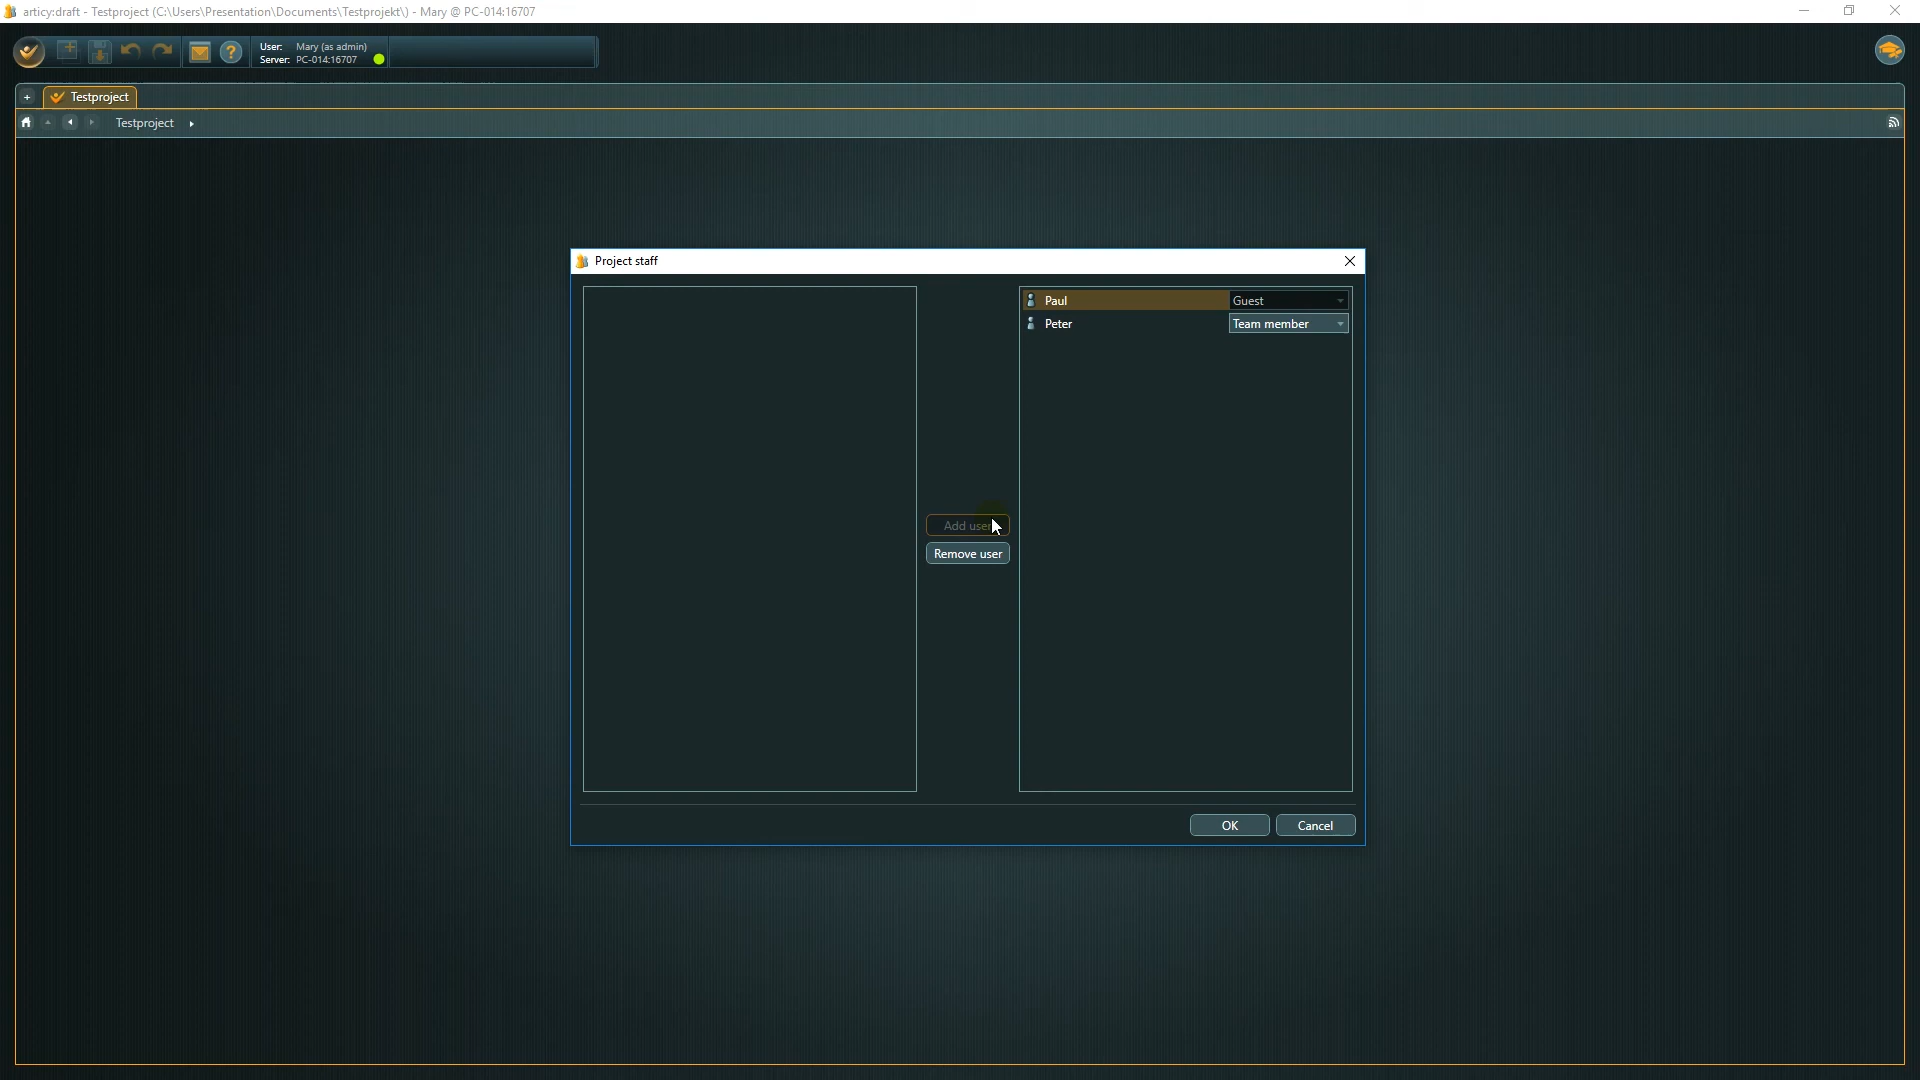 articy:draft - Testproject (C:\Users\Presentation\Documents\Testprojekt\) - Mary @ PC-014:16707
User: Mary (as admin)
Server: PC-014:16707
+ Testproject
Testproject
Project staff
Paul Guest
Peter Team member
Add user
Remove user
OK Cancel